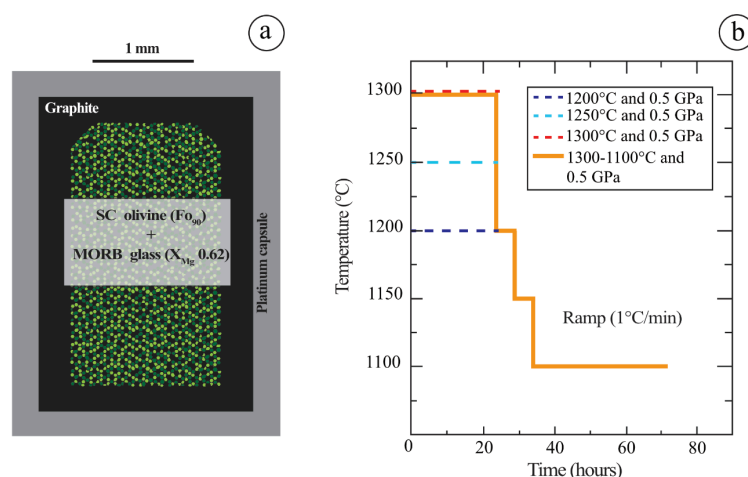 a
1 mm
Graphite
SC olivine (Fo₉₀)
+
MORB glass (X_Mg 0.62)
Platinum capsule
b
1300
1250
1200
1150
1100
Temperature (°C)
0
20
40
60
80
Time (hours)
1200°C and 0.5 GPa
1250°C and 0.5 GPa
1300°C and 0.5 GPa
1300-1100°C and
0.5 GPa
Ramp (1°C/min)